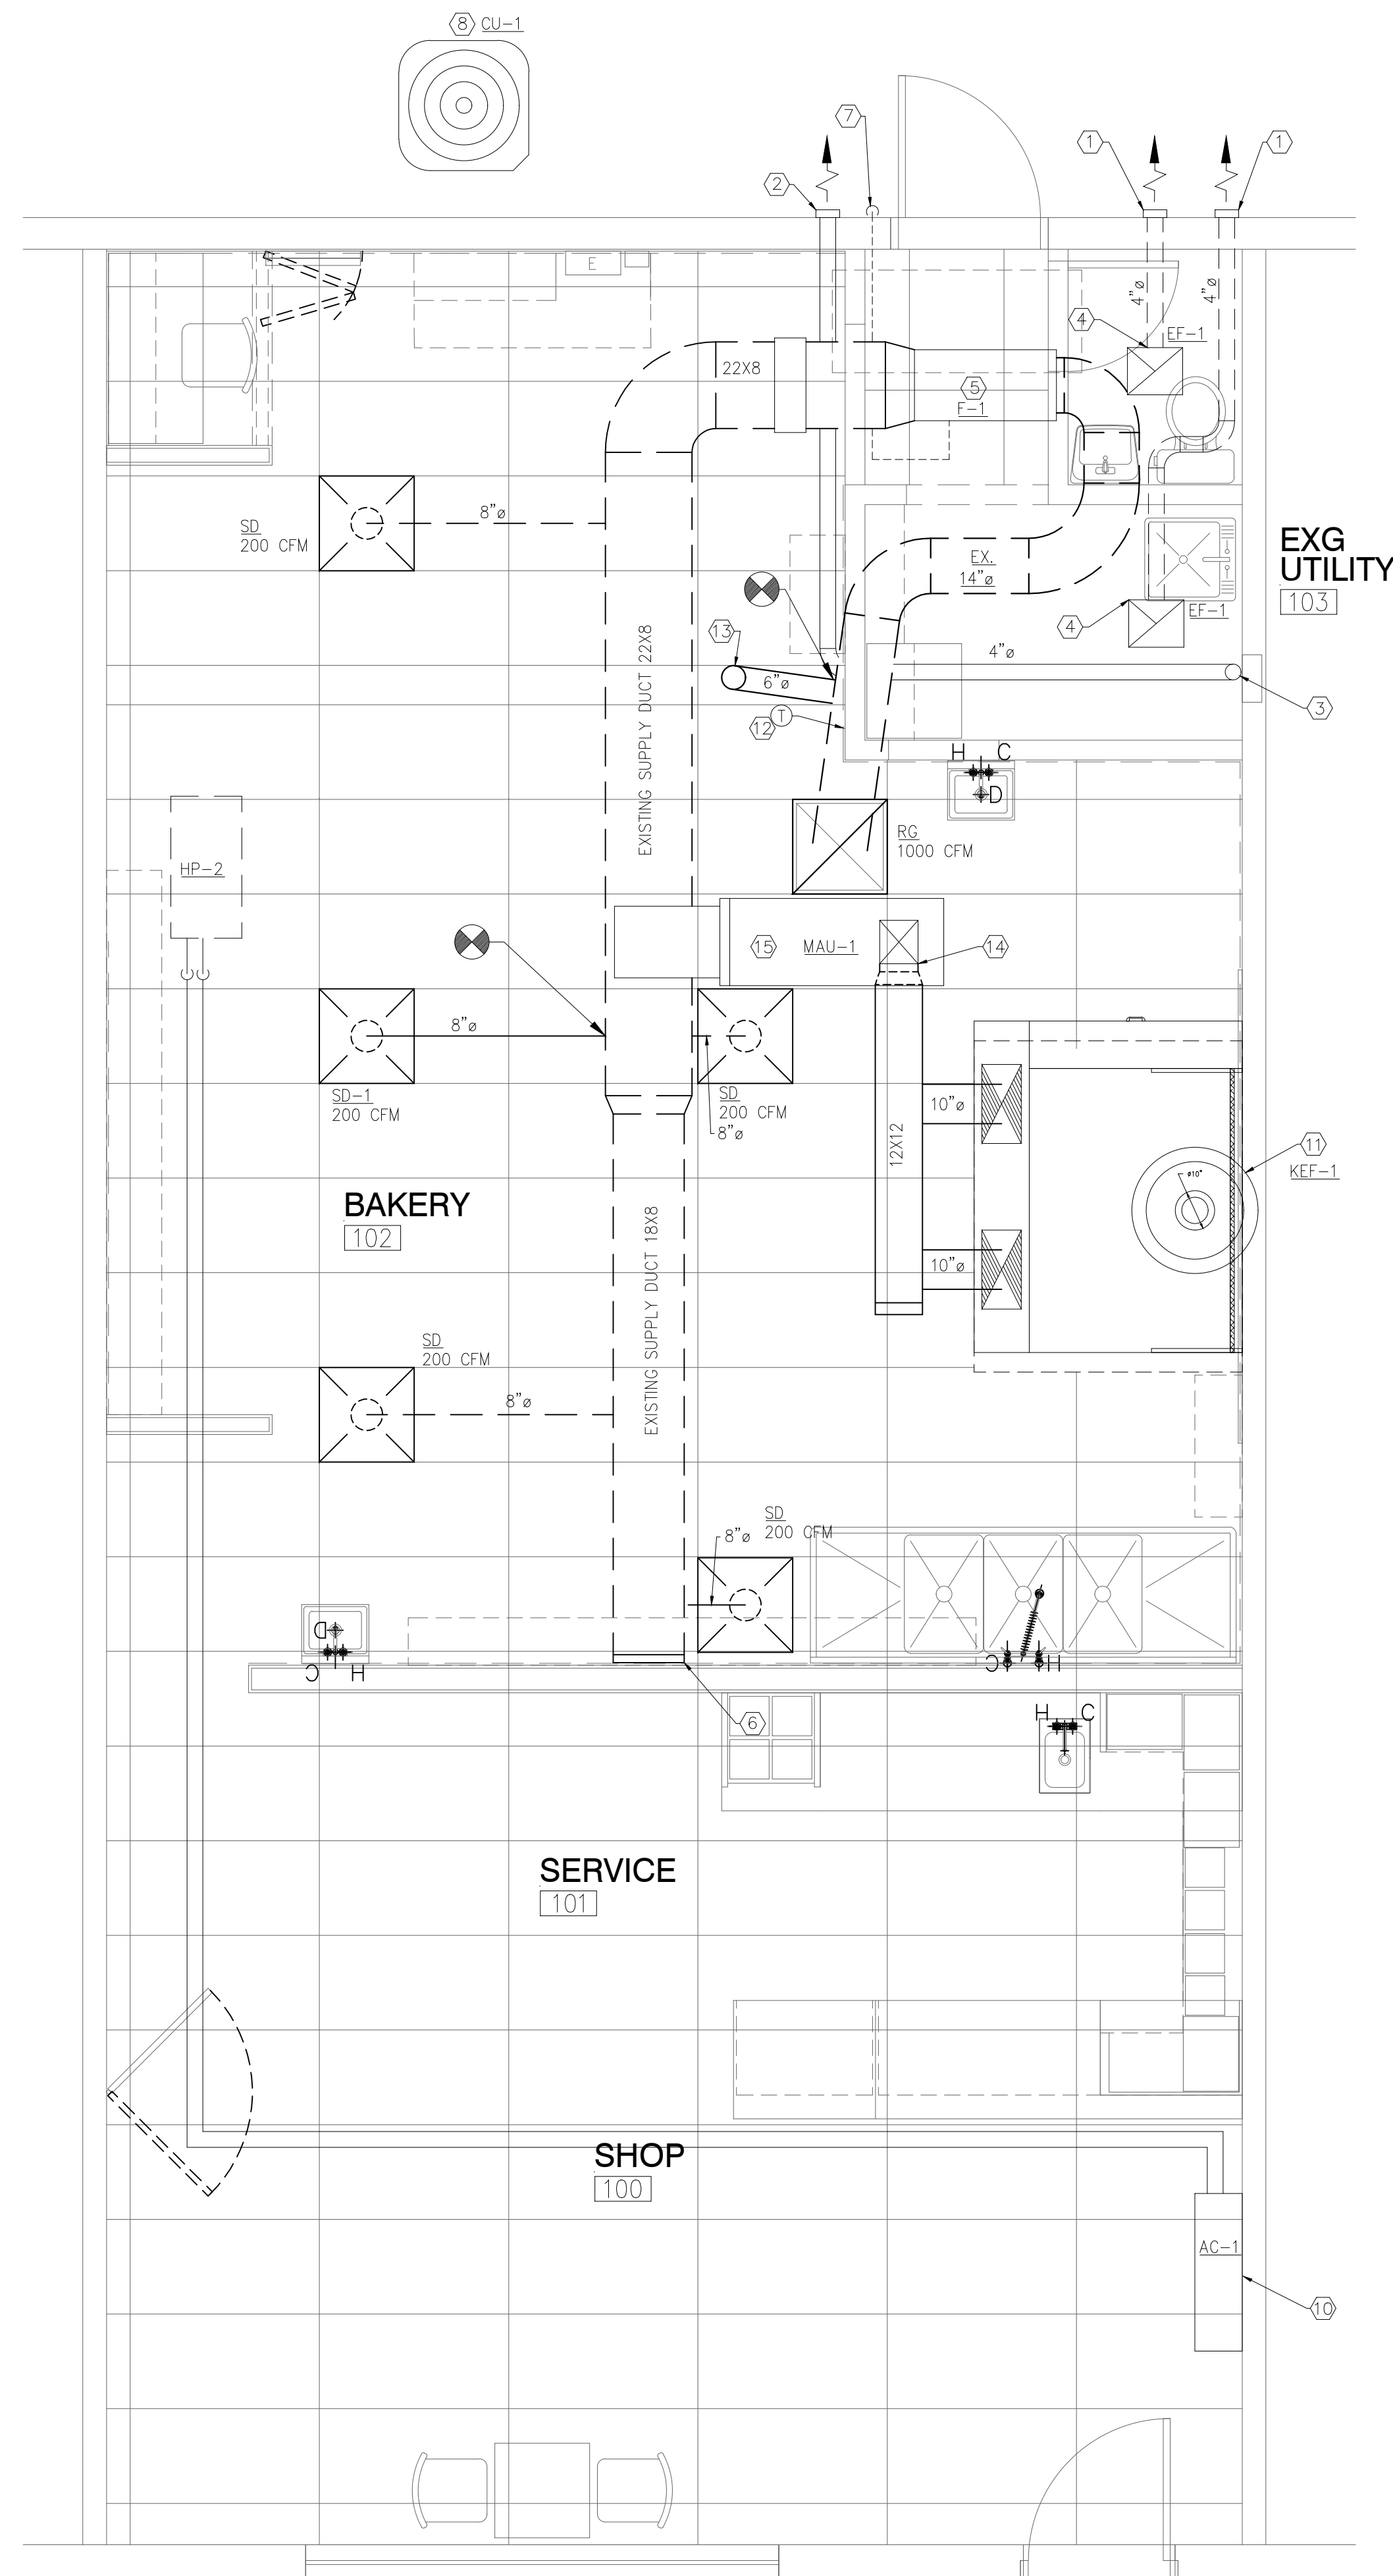 8 CU-1
7
1
1
2
E
4"ø
4"ø
4
EF-1
22X8
5
F-1
8"ø
SD
200 CFM
EX.
14"ø
EXG
UTILITY
103
EF-1
4
13
4"ø
6"ø
3
EXISTING SUPPLY DUCT 22X8
12 T
H C
D
RG
1000 CFM
HP-2
15 MAU-1
14
8"ø
SD-1
200 CFM
SD
200 CFM
8"ø
10"ø
12X12
11
KEF-1
ø10"
BAKERY
102
EXISTING SUPPLY DUCT 18X8
10"ø
SD
200 CFM
8"ø
SD
200 CFM
8"ø
D
C H
C H
6
H C
SERVICE
101
SHOP
100
AC-1
10